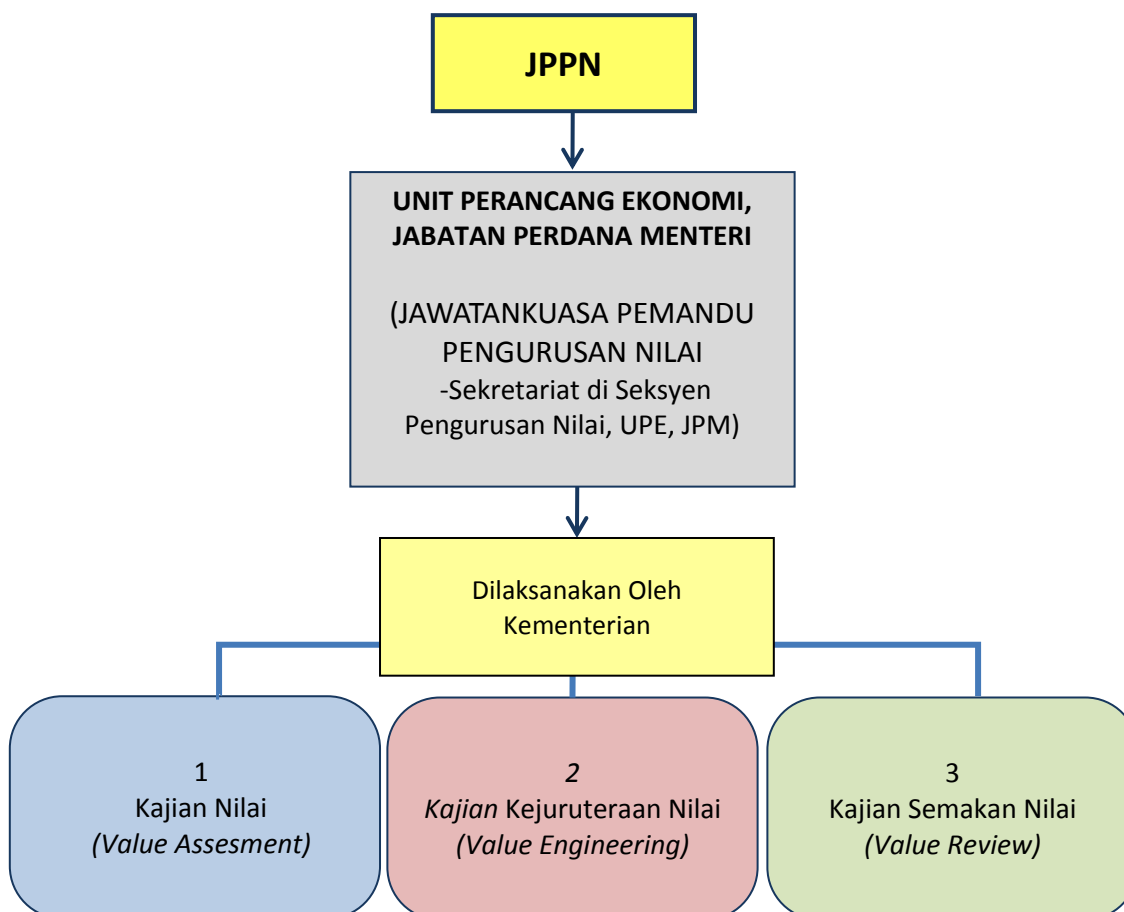 JPPN
UNIT PERANCANG EKONOMI,
JABATAN PERDANA MENTERI
(JAWATANKUASA PEMANDU
PENGURUSAN NILAI
-Sekretariat di Seksyen
Pengurusan Nilai, UPE, JPM)
Dilaksanakan Oleh
Kementerian
1
Kajian Nilai
(Value Assesment)
2
Kajian Kejuruteraan Nilai
(Value Engineering)
3
Kajian Semakan Nilai
(Value Review)